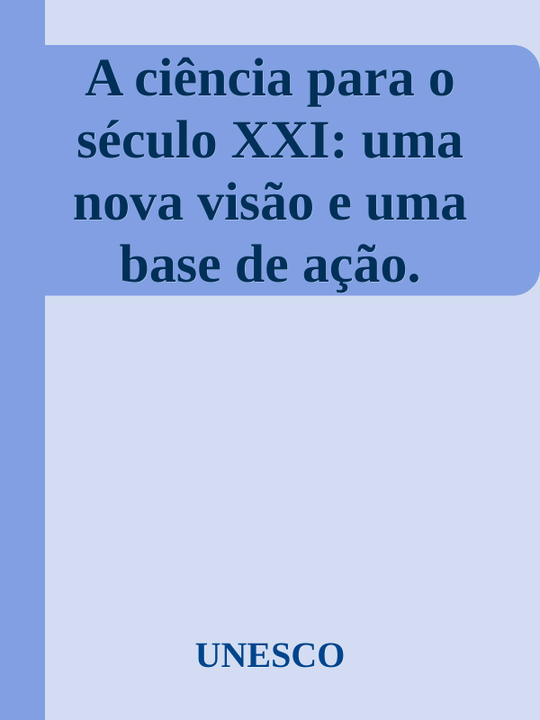 A ciência para o
século XXI: uma
nova visão e uma
base de ação.
UNESCO